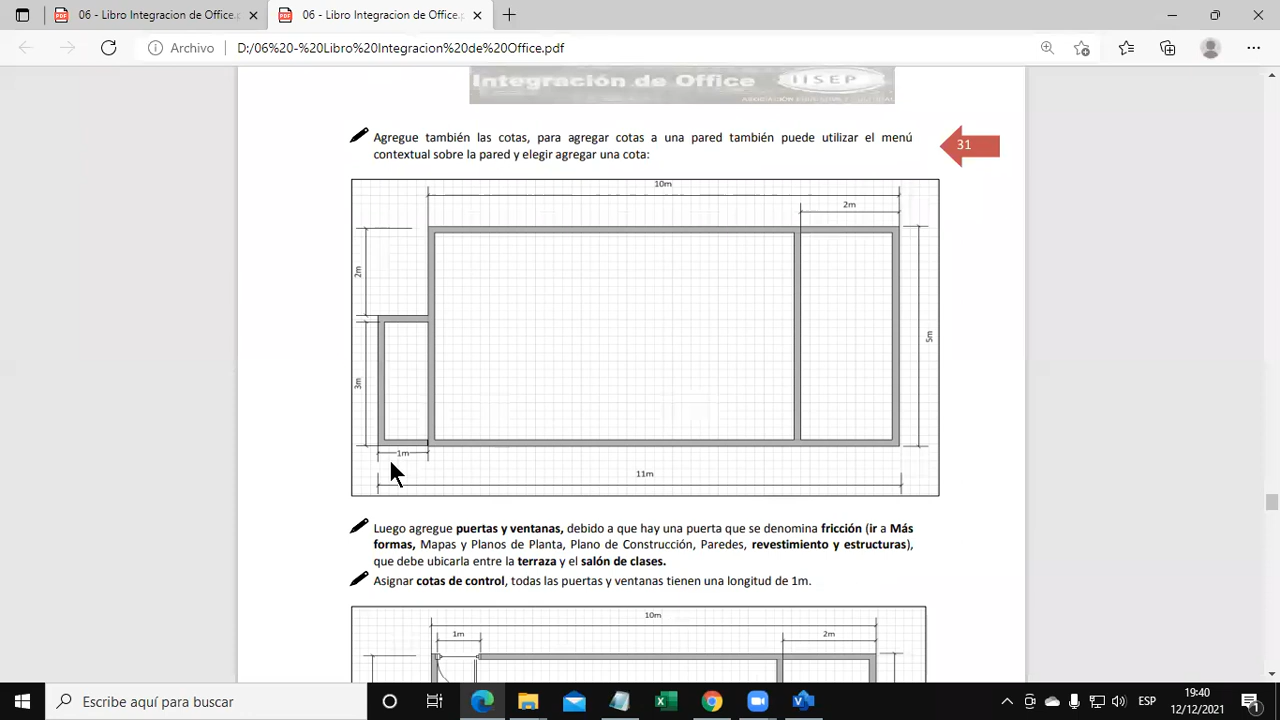 06 - Libro Integracion de Office.p
06 - Libro Integracion de Office.pd
Archivo
D:/06%20-%20Libro%20Integracion%20de%20Office.pdf
Integración de Office IISEP
Agregue también las cotas, para agregar cotas a una pared también puede utilizar el menú
contextual sobre la pared y elegir agregar una cota:
31
10m
2m
2m
5m
3m
1m
11m
Luego agregue puertas y ventanas, debido a que hay una puerta que se denomina fricción (ir a Más
formas, Mapas y Planos de Planta, Plano de Construcción, Paredes, revestimiento y estructuras),
que debe ubicarla entre la terraza y el salón de clases.
Asignar cotas de control, todas las puertas y ventanas tienen una longitud de 1m.
10m
1m
2m
Escribe aquí para buscar
ESP
19:40
12/12/2021